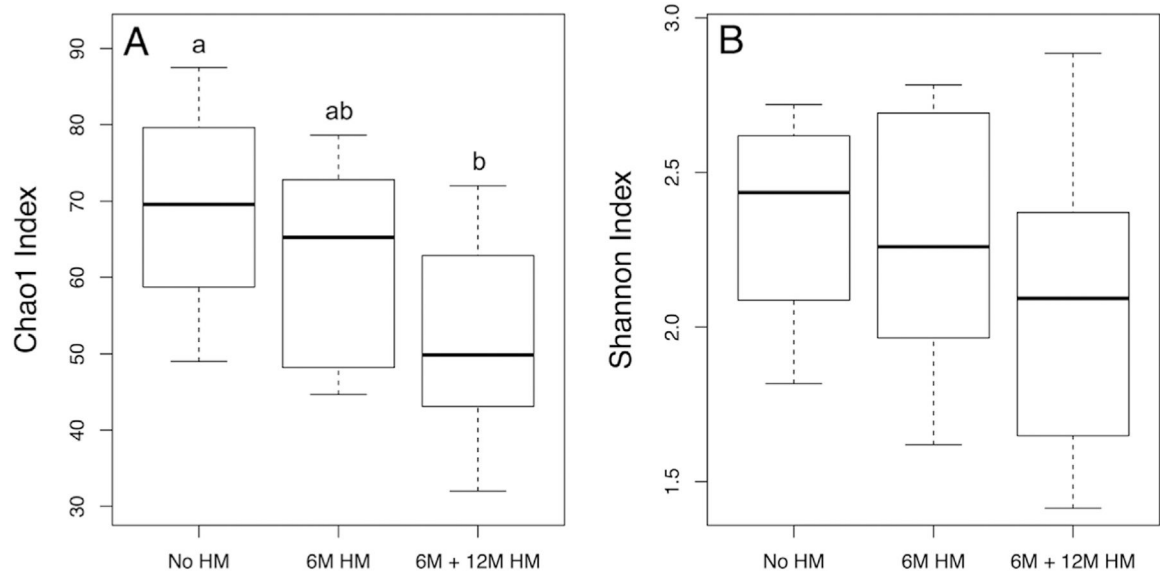 A
a
ab
b
Chao1 Index
90
80
70
60
50
40
30
No HM
6M HM
6M + 12M HM
B
Shannon Index
3.0
2.5
2.0
1.5
No HM
6M HM
6M + 12M HM